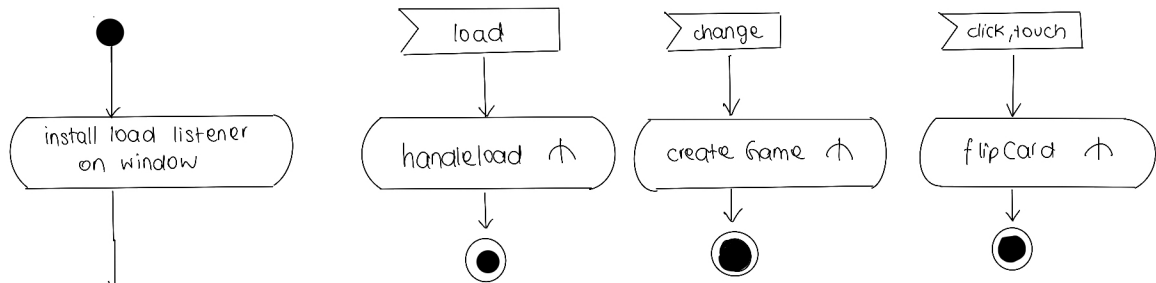 load
change
click, touch
install load listener
on window
handleload
create Game
flipCard